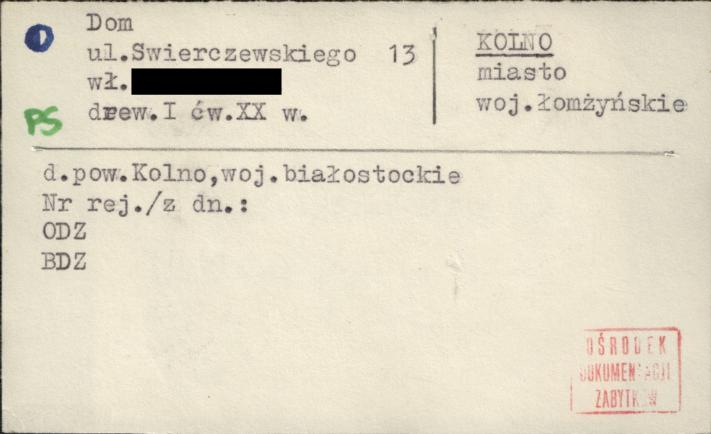 Dom
ul.Swierczewskiego 13
wł.
drew.I ćw.XX w.
PS
KOLNO
miasto
woj.łomżyńskie
d.pow.Kolno,woj.białostockie
Nr rej./z dn.:
ODZ
BDZ
OŚRODEK
DOKUMENTACJI
ZABYTKÓW